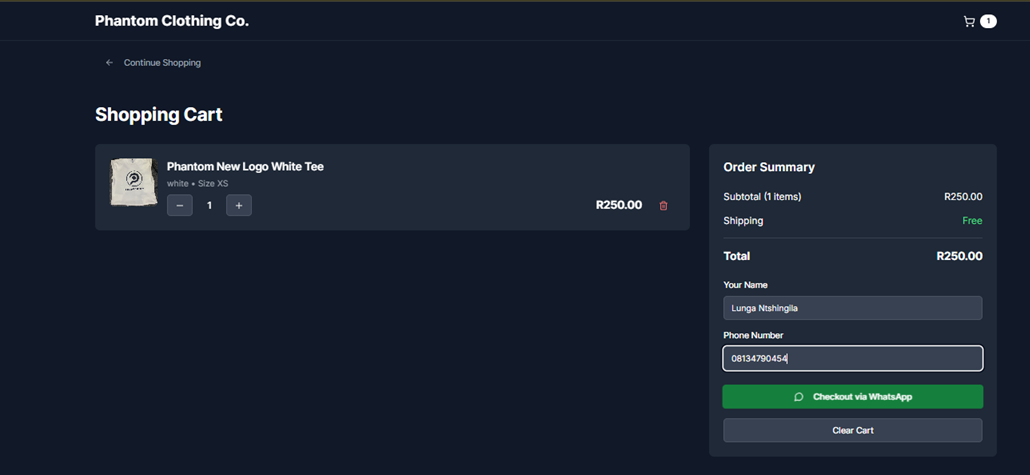 Phantom Clothing Co.
1
Continue Shopping
Shopping Cart
Phantom New Logo White Tee
white • Size XS
− 1 +
R250.00
Order Summary
Subtotal (1 items) R250.00
Shipping Free
Total R250.00
Your Name
Lunga Ntshingila
Phone Number
08134790454
Checkout via WhatsApp
Clear Cart